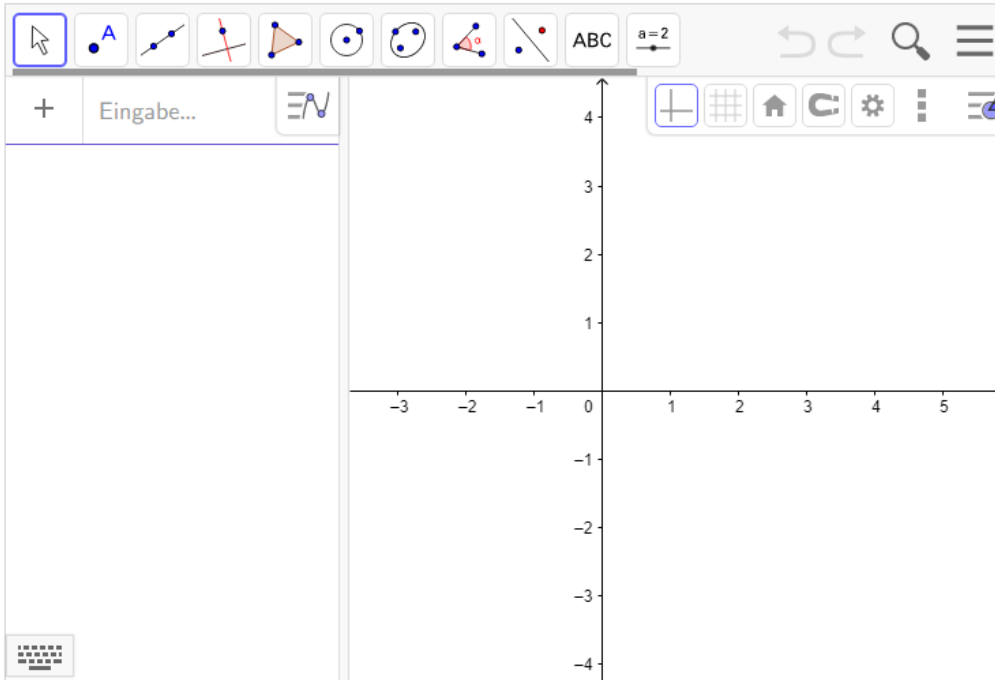 A
α
ABC
a=2
+ Eingabe...
4
3
2
1
–3 –2 –1 0 1 2 3 4 5
–1
–2
–3
–4